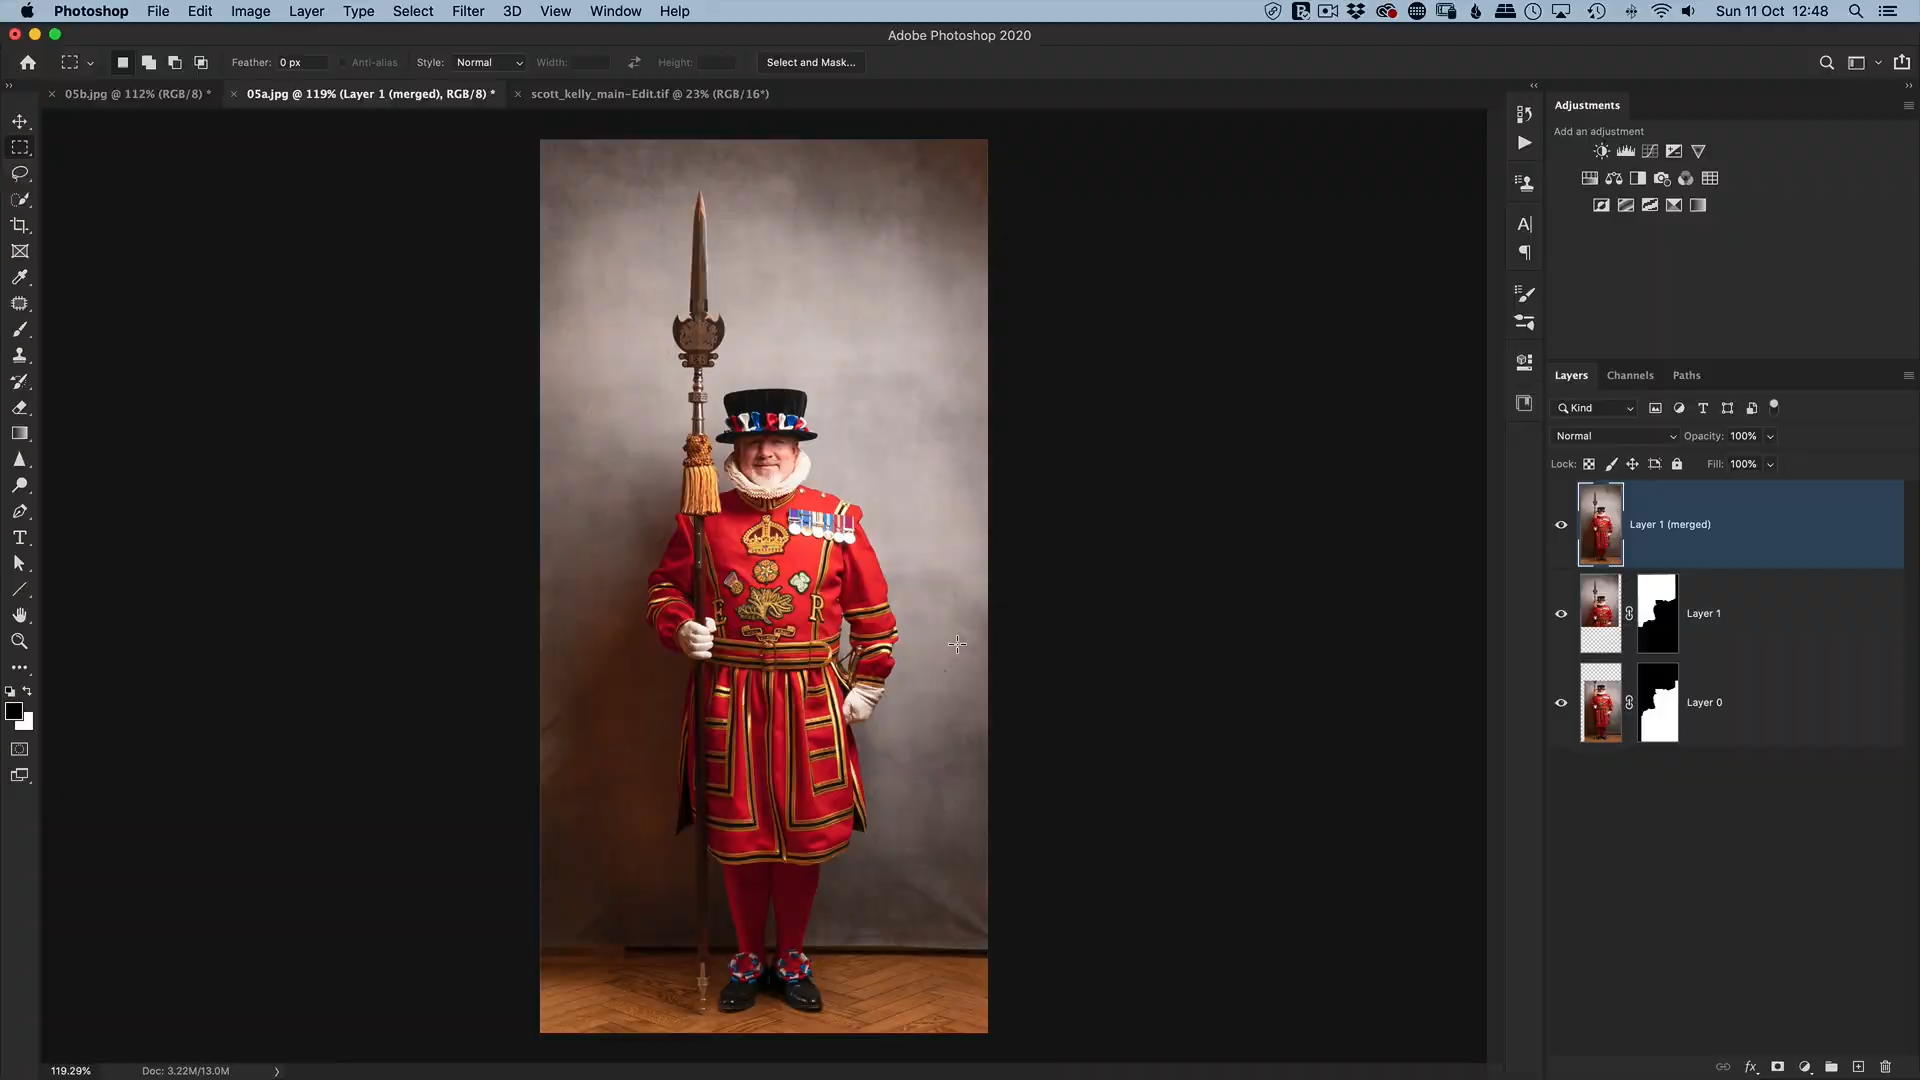 Photoshop File Edit Image Layer Type Select Filter 3D View Window Help Sun 11 Oct 12:48
Adobe Photoshop 2020
Feather: 0 px Anti-alias Style: Normal Width: Height: Select and Mask...
05b.jpg @ 112% (RGB/8) * 05a.jpg @ 119% (Layer 1 (merged), RGB/8) * scott_kelly_main-Edit.tif @ 23% (RGB/16*)
Adjustments
Add an adjustment
Layers Channels Paths
Kind
Normal Opacity: 100%
Lock: Fill: 100%
Layer 1 (merged)
Layer 1
Layer 0
E R
119.29% Doc: 3.22M/13.0M